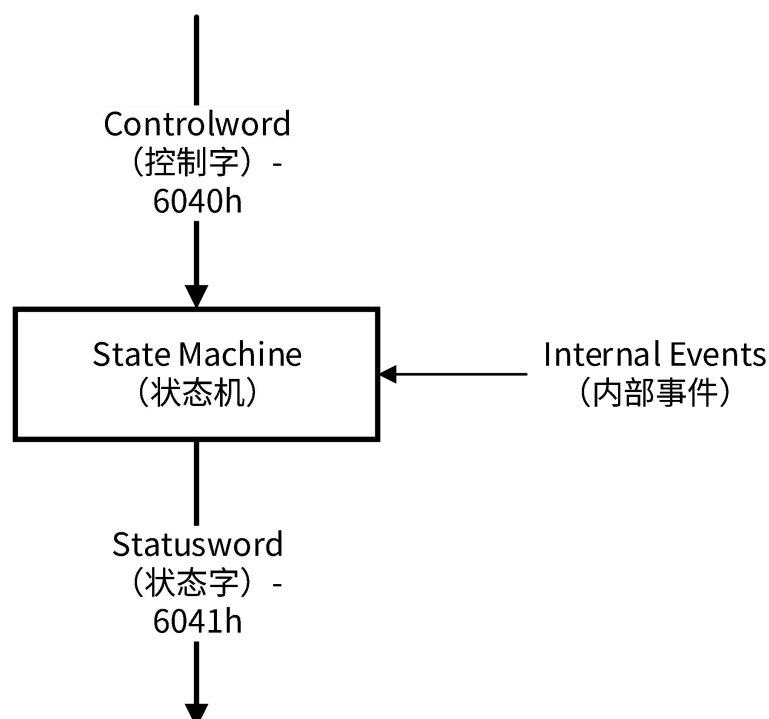 Controlword
（控制字）-
6040h
State Machine
（状态机）
Internal Events
（内部事件）
Statusword
（状态字）-
6041h